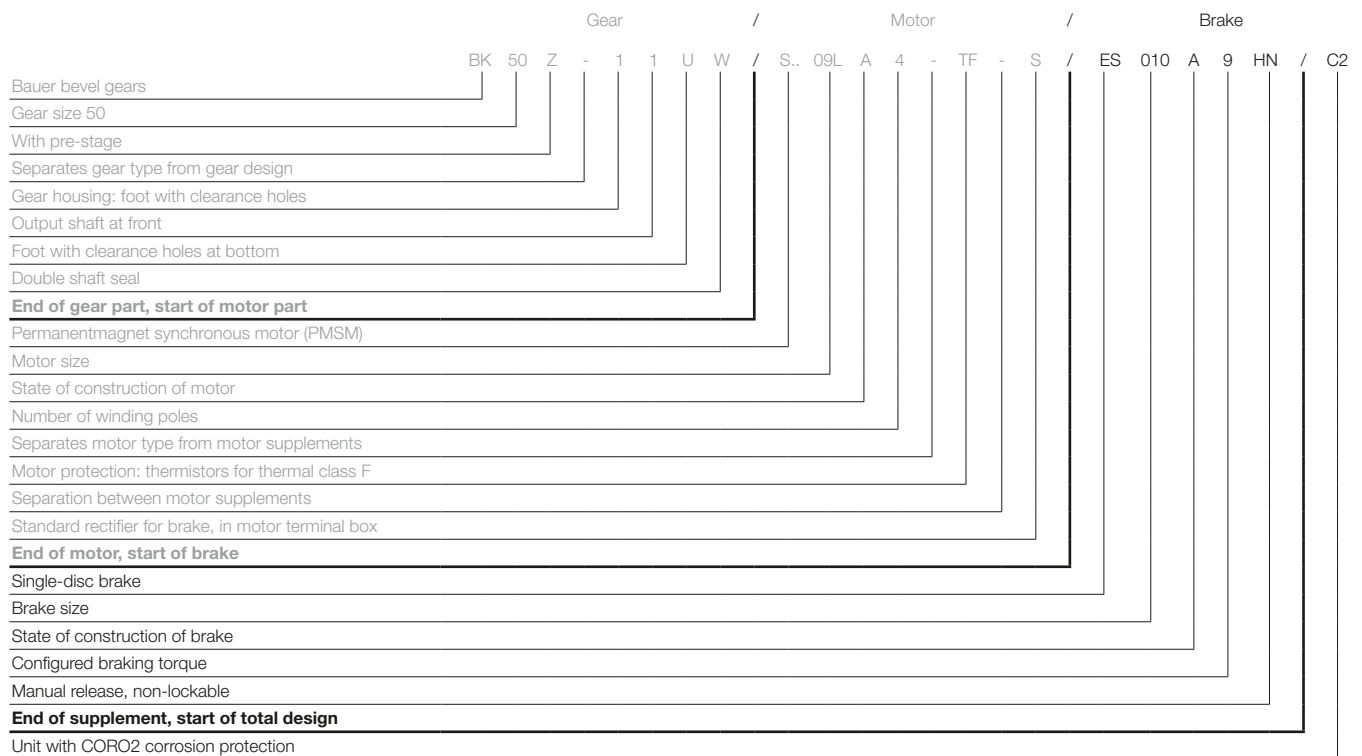 Gear / Motor / Brake
BK 50 Z - 1 1 U W / S.. 09L A 4 - TF - S / ES 010 A 9 HN / C2
Bauer bevel gears
Gear size 50
With pre-stage
Separates gear type from gear design
Gear housing: foot with clearance holes
Output shaft at front
Foot with clearance holes at bottom
Double shaft seal
End of gear part, start of motor part
Permanentmagnet synchronous motor (PMSM)
Motor size
State of construction of motor
Number of winding poles
Separates motor type from motor supplements
Motor protection: thermistors for thermal class F
Separation between motor supplements
Standard rectifier for brake, in motor terminal box
End of motor, start of brake
Single-disc brake
Brake size
State of construction of brake
Configured braking torque
Manual release, non-lockable
End of supplement, start of total design
Unit with CORO2 corrosion protection